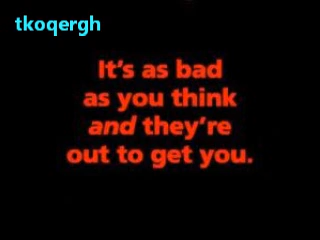 tkoqergh
It's as bad
as you think
and they're
out to get you.